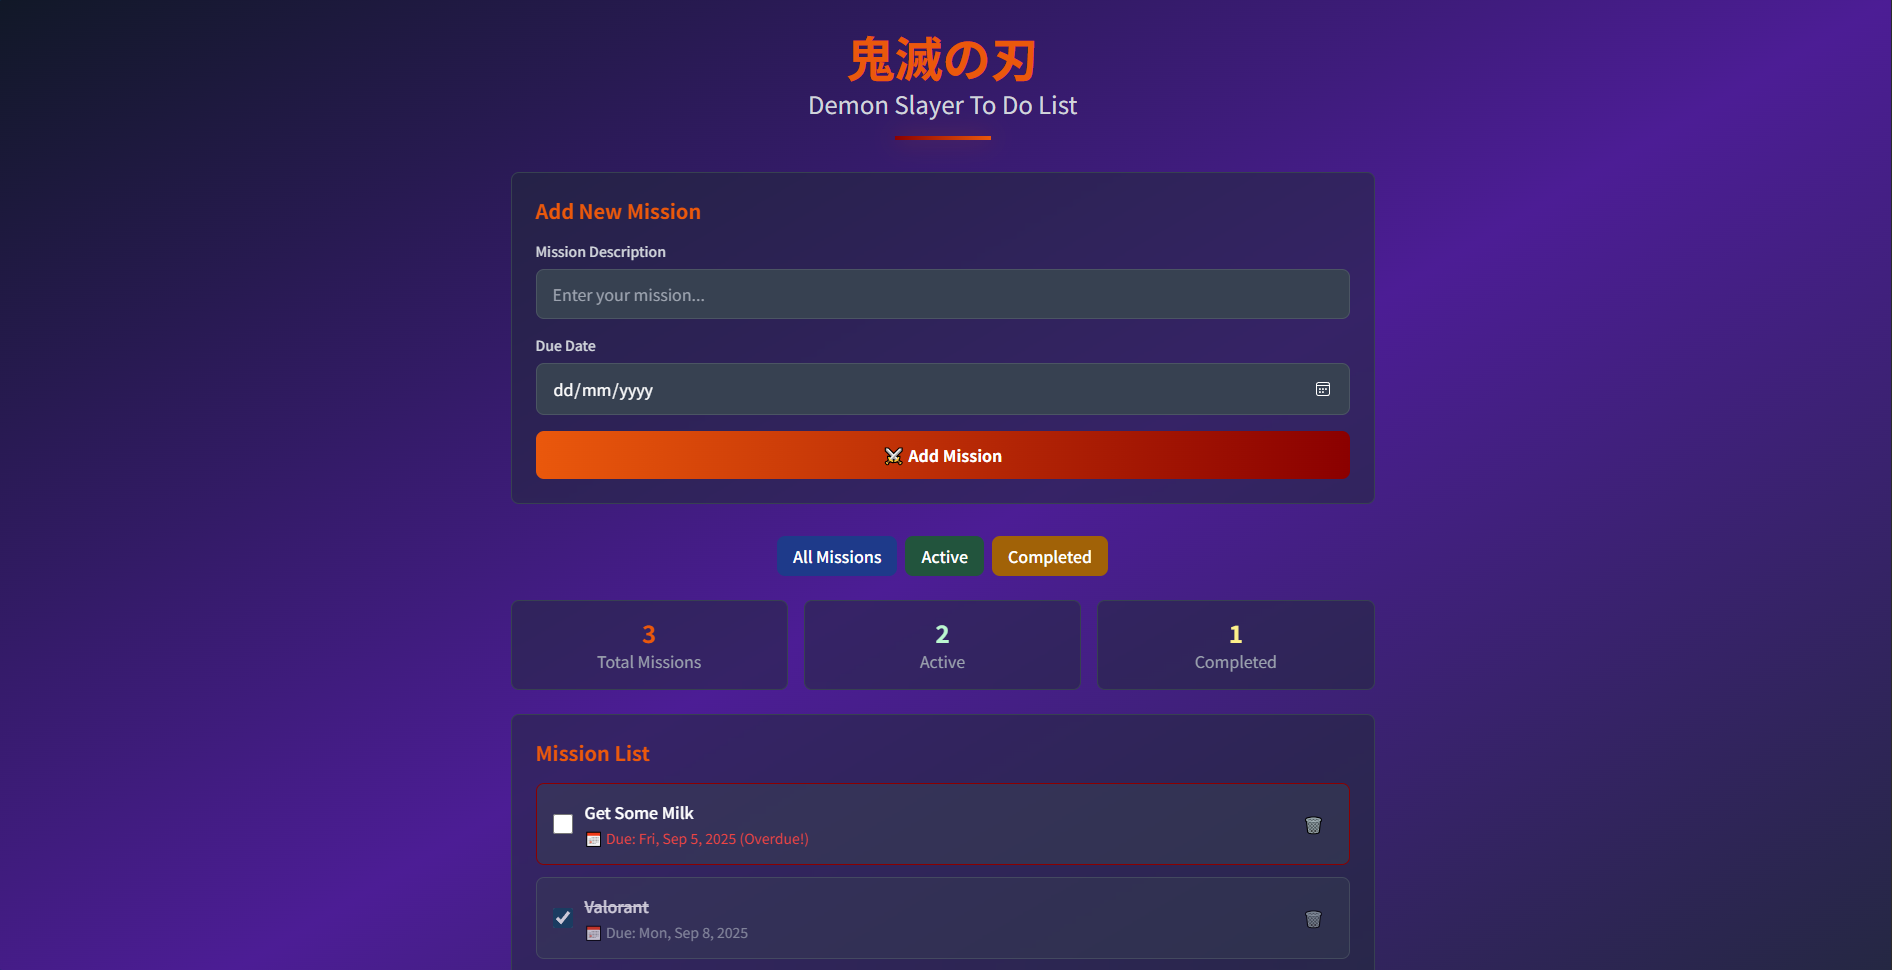 鬼滅の刃
Demon Slayer To Do List
Add New Mission
Mission Description
Enter your mission...
Due Date
dd/mm/yyyy
⚔️ Add Mission
All Missions Active Completed
3 2 1
Total Missions Active Completed
Mission List
Get Some Milk
Due: Fri, Sep 5, 2025 (Overdue!)
Valorant
Due: Mon, Sep 8, 2025